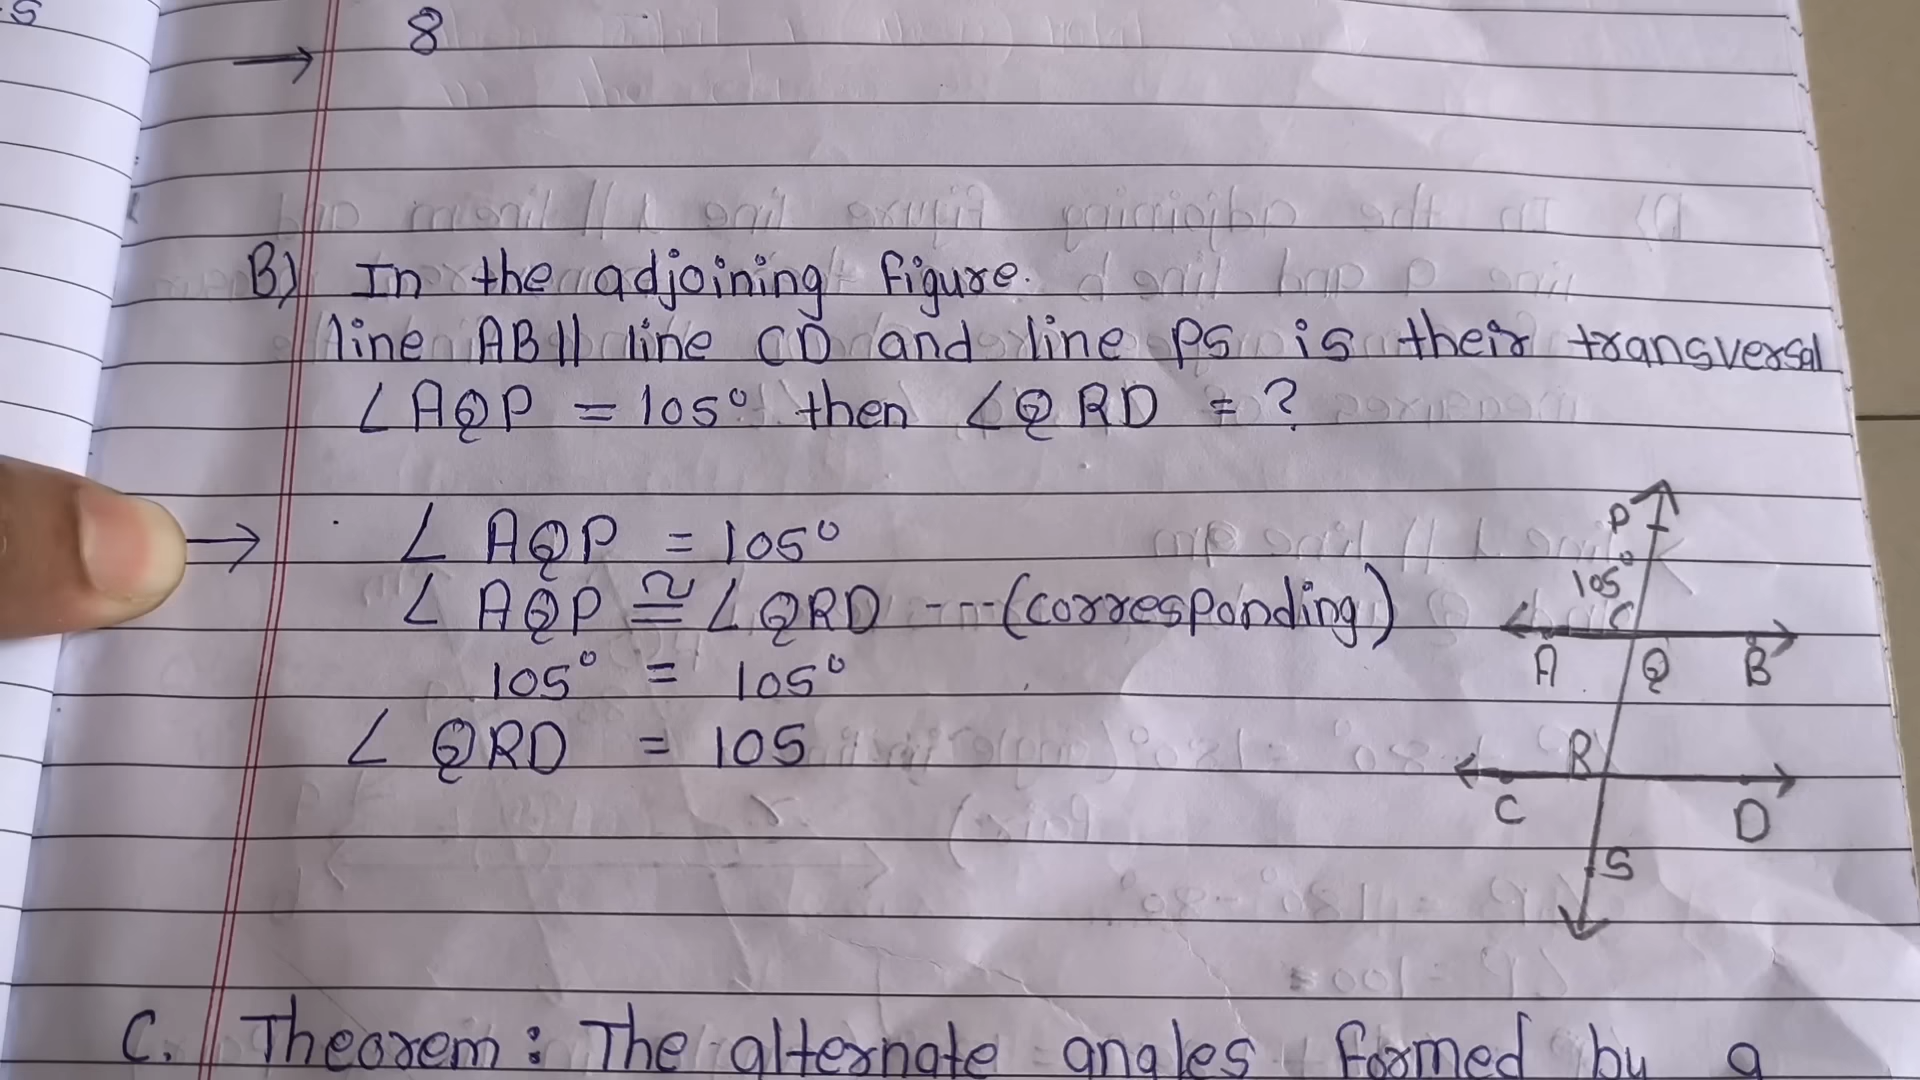 s
→ 8
B) In the adjoining figure.
line AB || line CD and line PS is their transversal
∠AQP = 105° then ∠QRD = ?
→ ∠AQP = 105°
∠AQP ≅ ∠QRD --- (corresponding)
105° = 105°
∠QRD = 105
P
105°
A Q B
R
C D
S
C. Theorem : The alternate angles formed by a